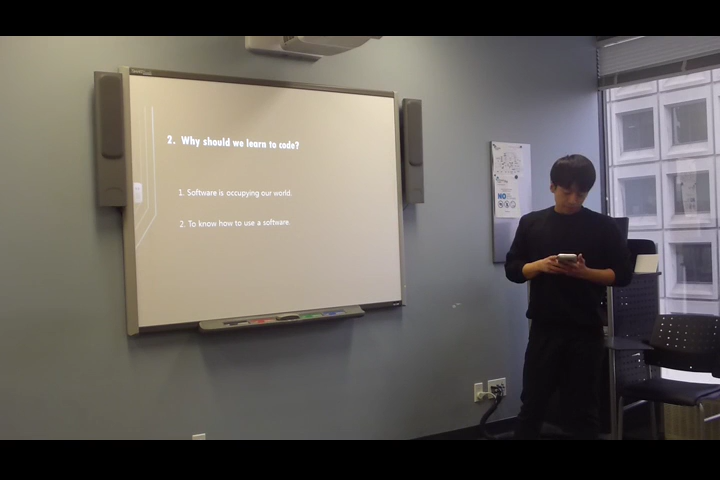 2. Why should we learn to code?
1. Software is occupying our world.
2. To know how to use a software.
NO